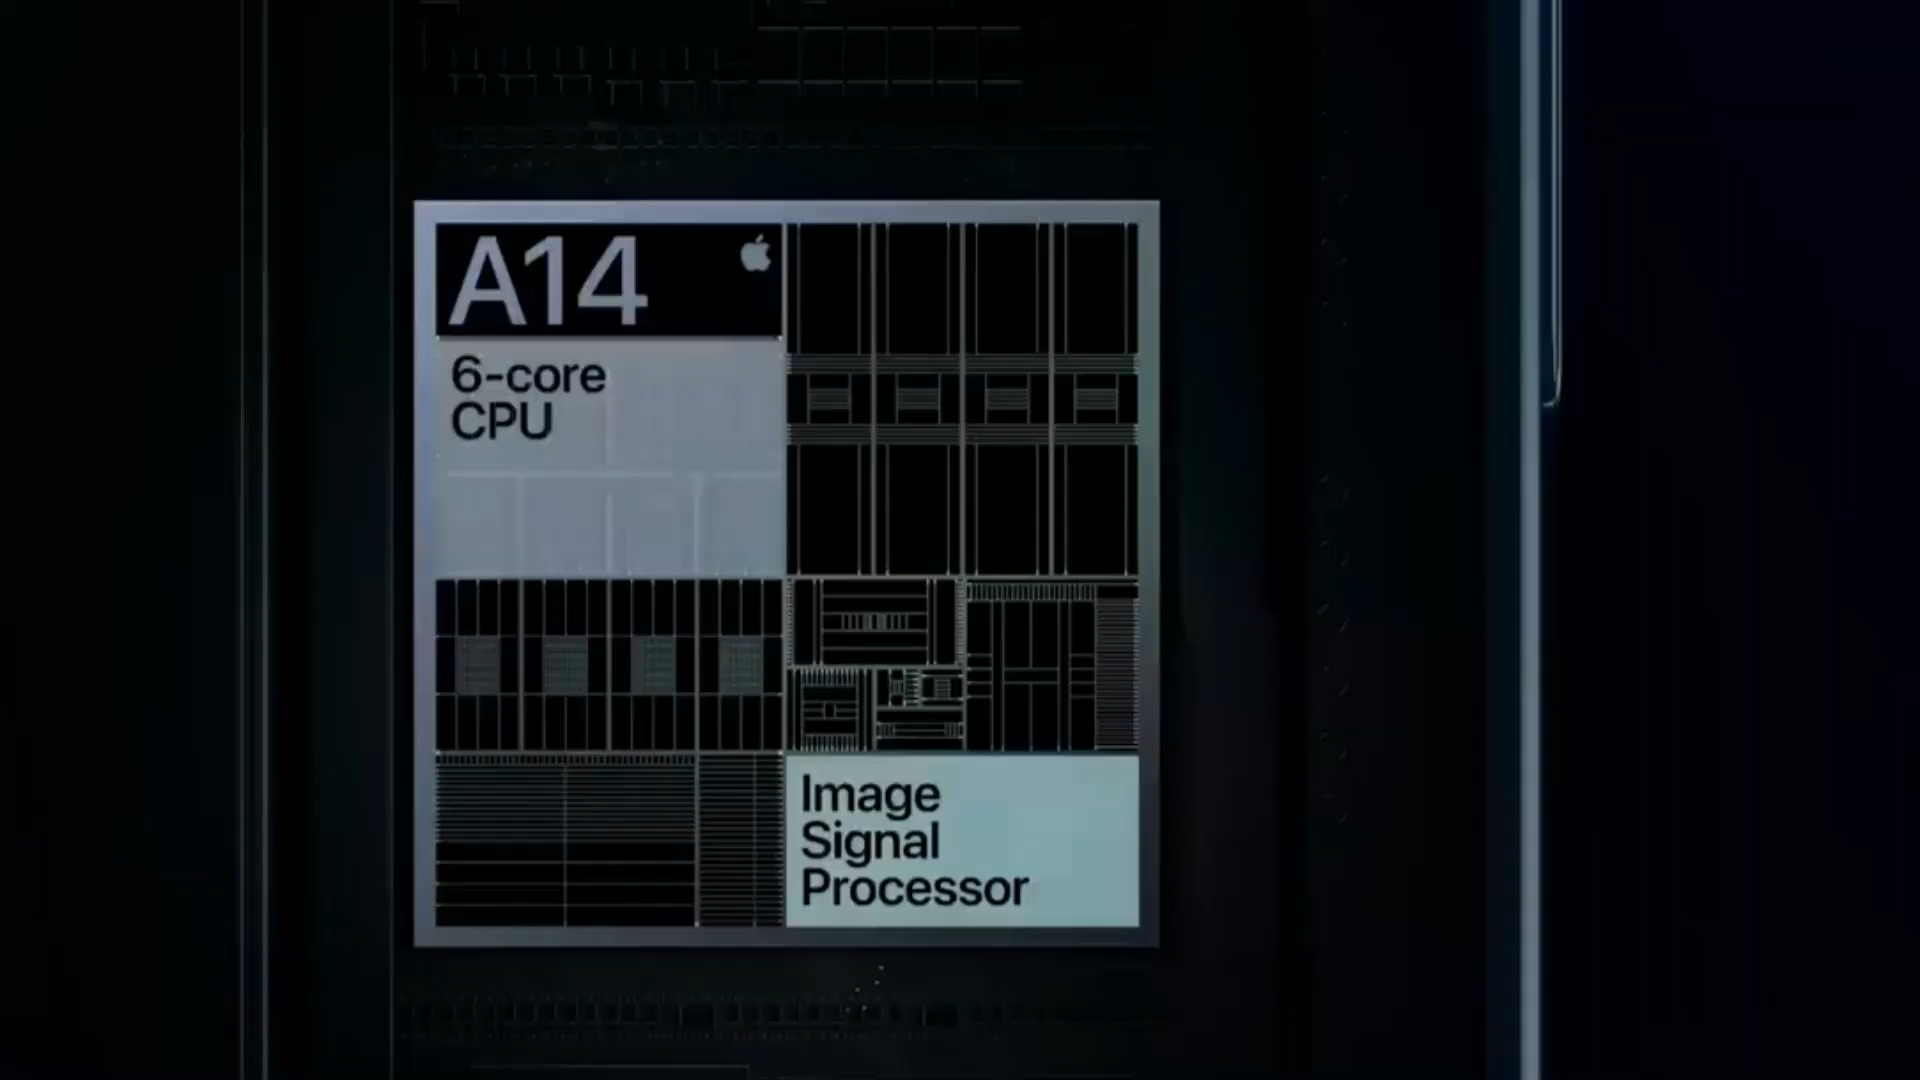 A14
6-core
CPU
Image
Signal
Processor